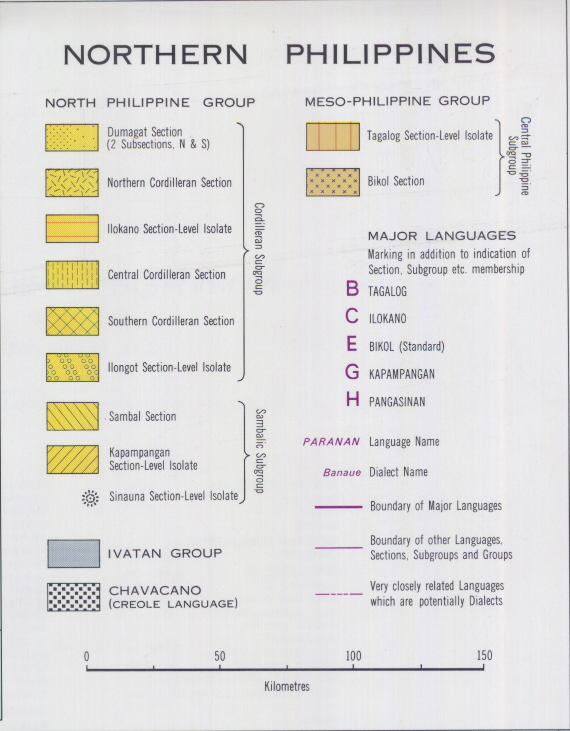 NORTHERN PHILIPPINES
NORTH PHILIPPINE GROUP
Dumagat Section
(2 Subsections, N & S)
Northern Cordilleran Section
Ilokano Section-Level Isolate
Central Cordilleran Section
Southern Cordilleran Section
Ilongot Section-Level Isolate
Cordilleran Subgroup
Sambal Section
Kapampangan
Section-Level Isolate
Sinauna Section-Level Isolate
Sambalic Subgroup
IVATAN GROUP
CHAVACANO
(CREOLE LANGUAGE)
MESO-PHILIPPINE GROUP
Tagalog Section-Level Isolate
Bikol Section
Central Philippine
Subgroup
MAJOR LANGUAGES
Marking in addition to indication of
Section, Subgroup etc. membership
B TAGALOG
C ILOKANO
E BIKOL (Standard)
G KAPAMPANGAN
H PANGASINAN
PARANAN Language Name
Banaue Dialect Name
Boundary of Major Languages
Boundary of other Languages,
Sections, Subgroups and Groups
Very closely related Languages
which are potentially Dialects
0 50 100 150
Kilometres